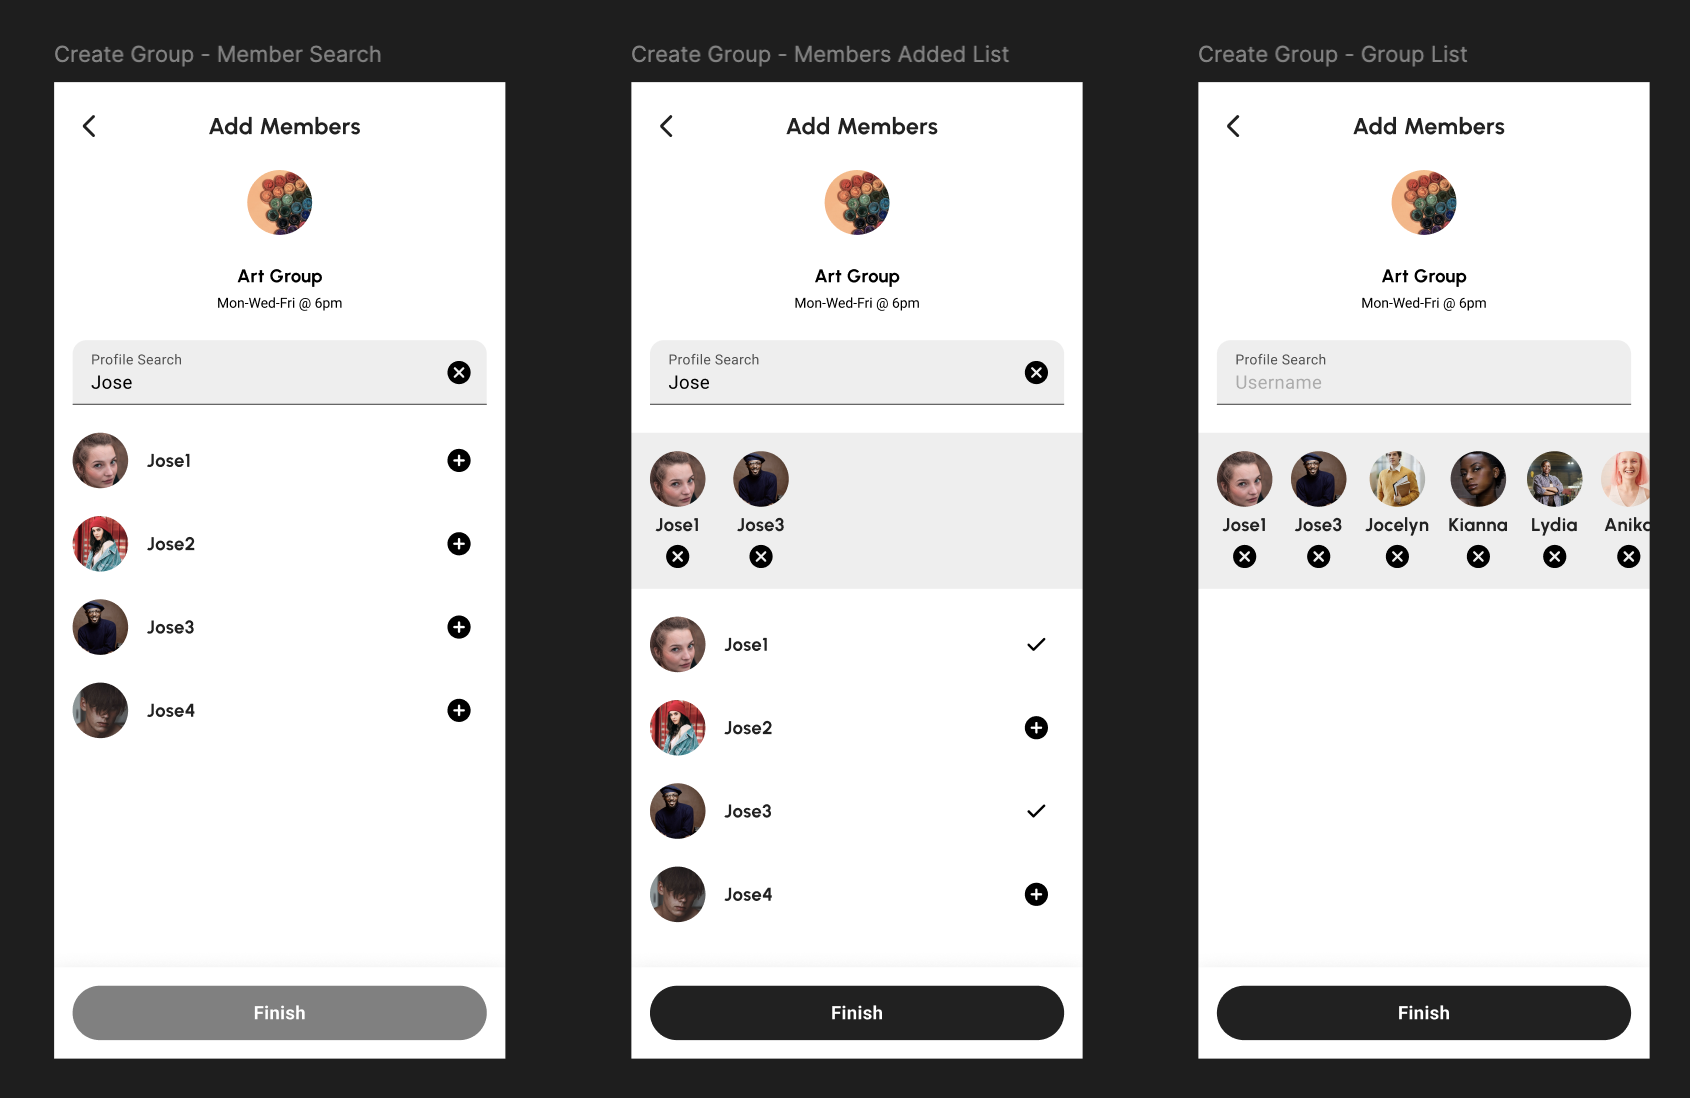 Create Group - Member Search
Add Members
Art Group
Mon-Wed-Fri @ 6pm
Profile Search
Jose
Jose1
Jose2
Jose3
Jose4
Finish
Create Group - Members Added List
Add Members
Art Group
Mon-Wed-Fri @ 6pm
Profile Search
Jose
Jose1 Jose3
Jose1
Jose2
Jose3
Jose4
Finish
Create Group - Group List
Add Members
Art Group
Mon-Wed-Fri @ 6pm
Profile Search
Username
Jose1 Jose3 Jocelyn Kianna Lydia
Finish